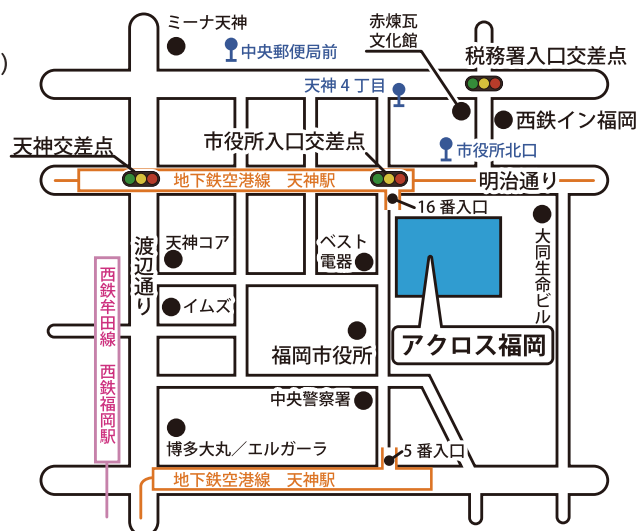 )
ミーナ天神
中央郵便局前
赤煉瓦
文化館
税務署入口交差点
天神４丁目
西鉄イン福岡
天神交差点
市役所入口交差点
市役所北口
地下鉄空港線　天神駅
明治通り
16番入口
渡辺通り
天神コア
ベスト
電器
大同生命ビル
西鉄牟田線　西鉄福岡駅
イムズ
福岡市役所
アクロス福岡
中央警察署
博多大丸／エルガーラ
5番入口
地下鉄空港線　天神駅